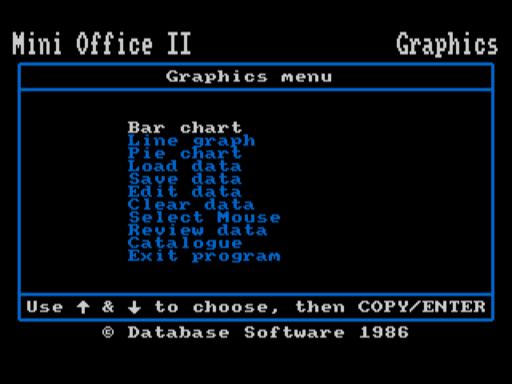 Mini Office II Graphics
Graphics menu
Bar chart
Line graph
Pie chart
Load data
Save data
Edit data
Clear data
Select Mouse
Review data
Catalogue
Exit program
Use ↑ & ↓ to choose, then COPY/ENTER
© Database Software 1986